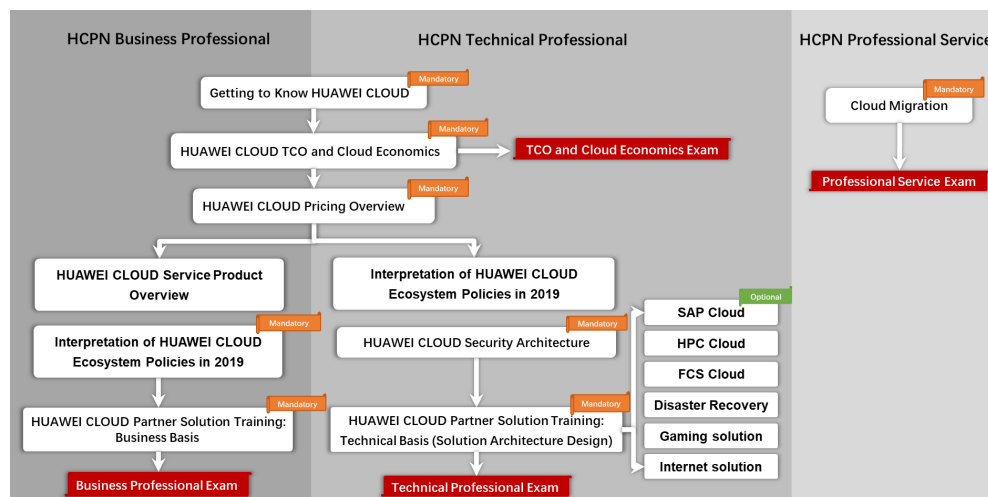 HCPN Business Professional
HCPN Technical Professional
HCPN Professional Service
Mandatory
Getting to Know HUAWEI CLOUD
Mandatory
Cloud Migration
Mandatory
HUAWEI CLOUD TCO and Cloud Economics
TCO and Cloud Economics Exam
Professional Service Exam
Mandatory
HUAWEI CLOUD Pricing Overview
HUAWEI CLOUD Service Product
Overview
Interpretation of HUAWEI CLOUD
Ecosystem Policies in 2019
Mandatory
Interpretation of HUAWEI CLOUD
Ecosystem Policies in 2019
Mandatory
HUAWEI CLOUD Security Architecture
Optional
SAP Cloud
HPC Cloud
FCS Cloud
Disaster Recovery
Gaming solution
Internet solution
Mandatory
HUAWEI CLOUD Partner Solution Training:
Business Basis
Mandatory
HUAWEI CLOUD Partner Solution Training:
Technical Basis (Solution Architecture Design)
Business Professional Exam
Technical Professional Exam